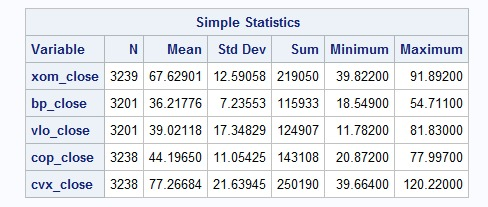 Simple Statistics
Variable N Mean Std Dev Sum Minimum Maximum
xom_close 3239 67.62901 12.59058 219050 39.82200 91.89200
bp_close 3201 36.21776 7.23553 115933 18.54900 54.71100
vlo_close 3201 39.02118 17.34829 124907 11.78200 81.83000
cop_close 3238 44.19650 11.05425 143108 20.87200 77.99700
cvx_close 3238 77.26684 21.63945 250190 39.66400 120.22000